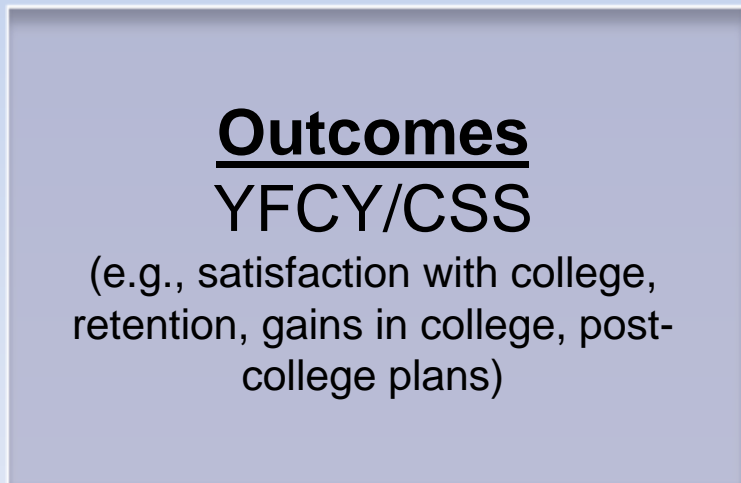 Outcomes
YFCY/CSS
(e.g., satisfaction with college,
retention, gains in college, post-
college plans)